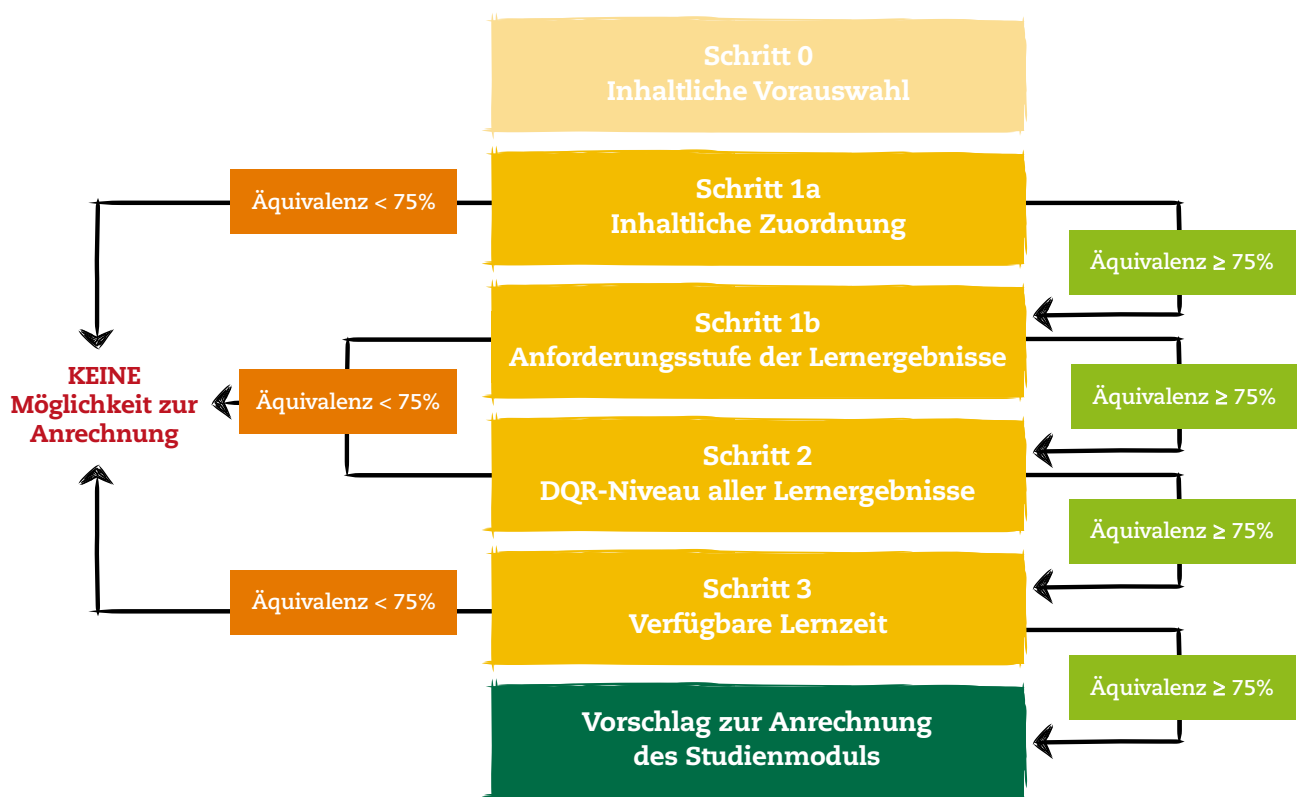 Schritt 0
Inhaltliche Vorauswahl
Äquivalenz < 75%
Schritt 1a
Inhaltliche Zuordnung
Äquivalenz ≥ 75%
Schritt 1b
Anforderungsstufe der Lernergebnisse
KEINE
Möglichkeit zur
Anrechnung
Äquivalenz < 75%
Äquivalenz ≥ 75%
Schritt 2
DQR-Niveau aller Lernergebnisse
Äquivalenz ≥ 75%
Äquivalenz < 75%
Schritt 3
Verfügbare Lernzeit
Äquivalenz ≥ 75%
Vorschlag zur Anrechnung
des Studienmoduls